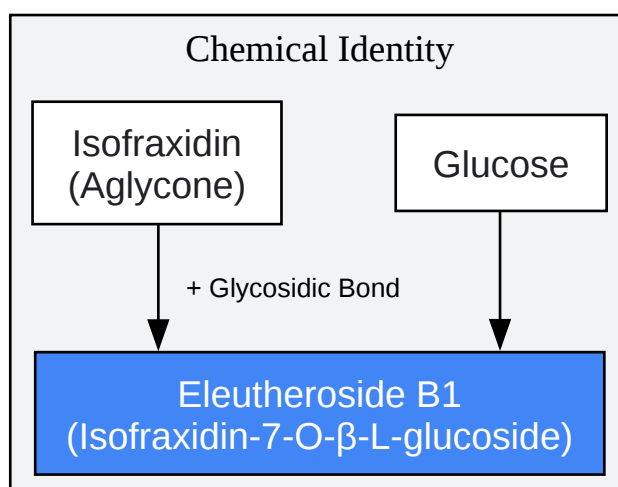 Chemical Identity
Isofraxidin
(Aglycone)
Glucose
+ Glycosidic Bond
Eleutheroside B1
(Isofraxidin-7-O-β-L-glucoside)